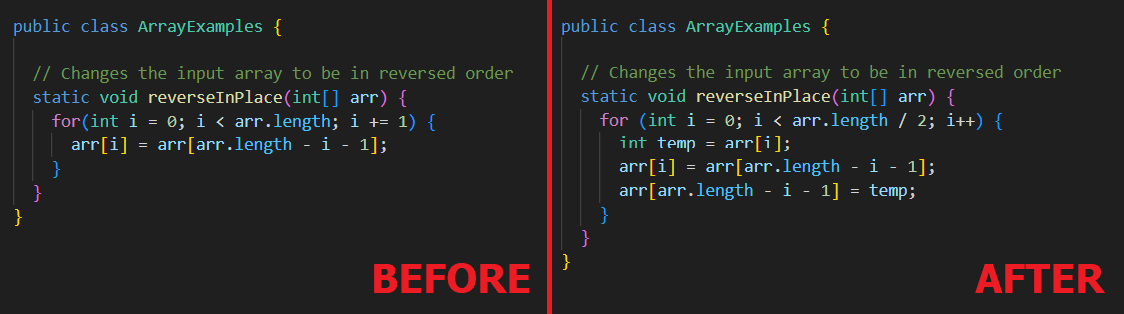 public class ArrayExamples {
// Changes the input array to be in reversed order
static void reverseInPlace(int[] arr) {
for(int i = 0; i < arr.length; i += 1) {
arr[i] = arr[arr.length - i - 1];
}
}
}
BEFORE
public class ArrayExamples {
// Changes the input array to be in reversed order
static void reverseInPlace(int[] arr) {
for (int i = 0; i < arr.length / 2; i++) {
int temp = arr[i];
arr[i] = arr[arr.length - i - 1];
arr[arr.length - i - 1] = temp;
}
}
}
AFTER